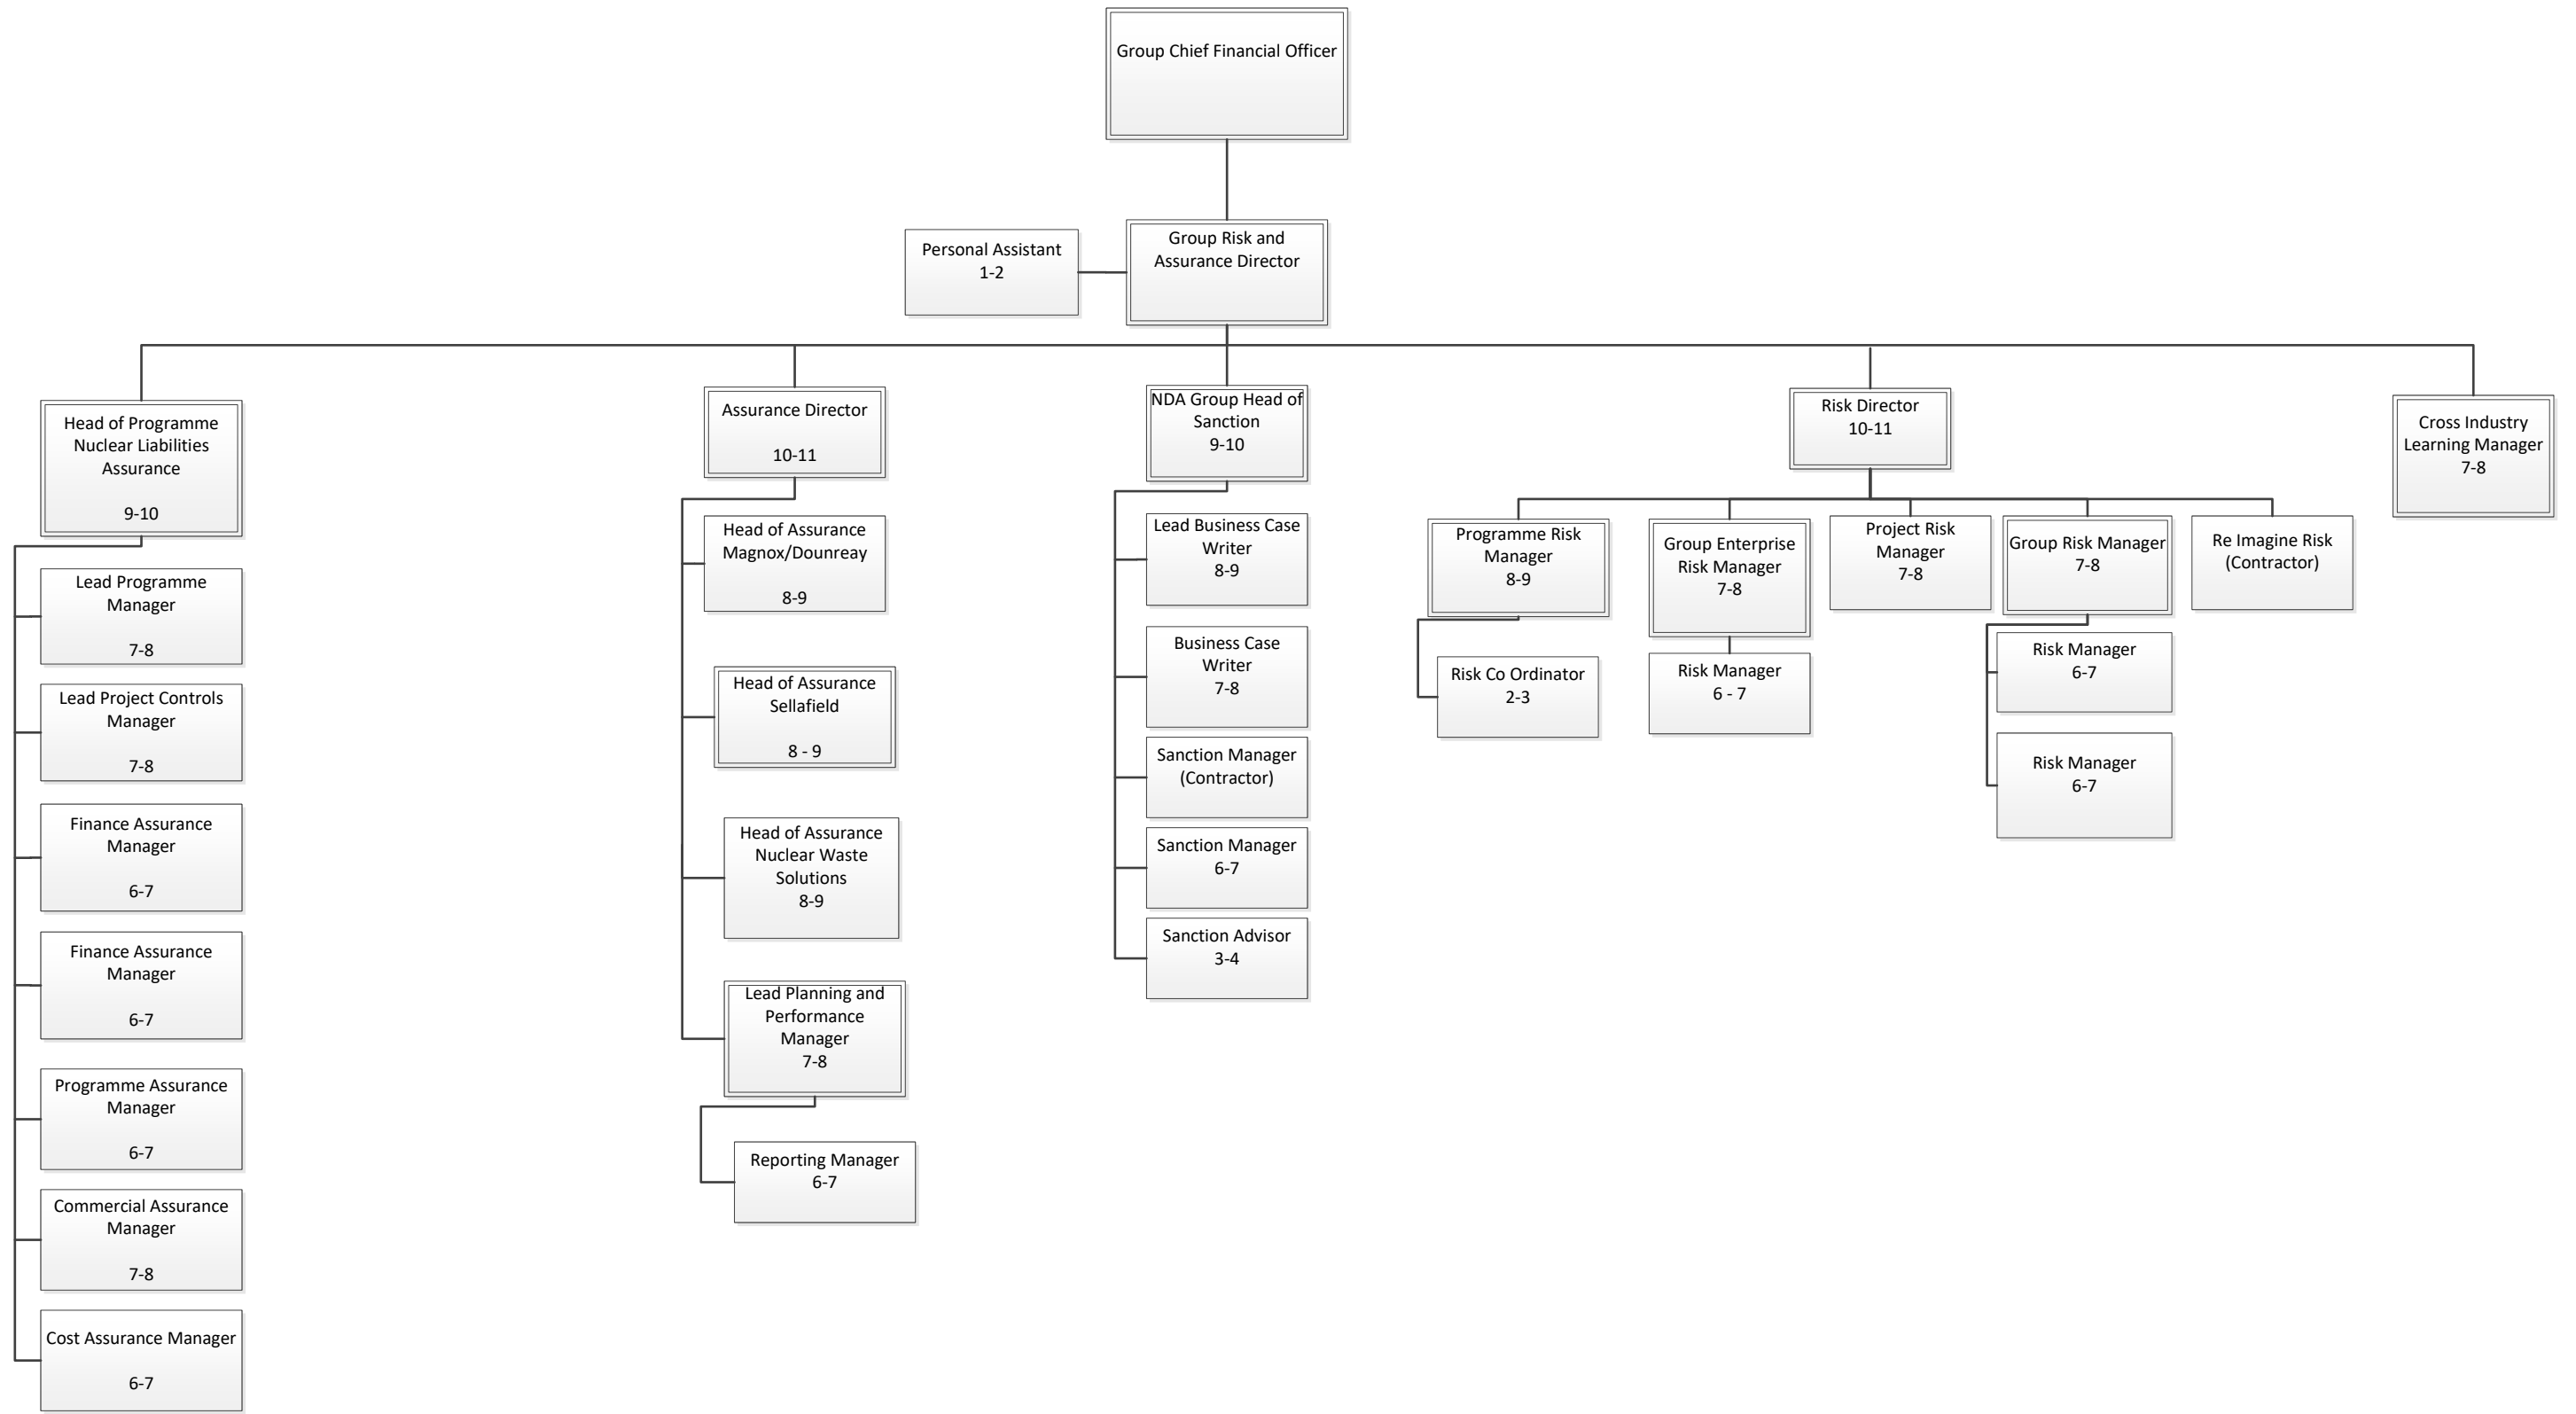 Group Chief Financial Officer
Personal Assistant
1-2
Group Risk and
Assurance Director
Head of Programme
Nuclear Liabilities
Assurance
9-10
Lead Programme
Manager
7-8
Lead Project Controls
Manager
7-8
Finance Assurance
Manager
6-7
Finance Assurance
Manager
6-7
Programme Assurance
Manager
6-7
Commercial Assurance
Manager
7-8
Cost Assurance Manager
6-7
Assurance Director
10-11
Head of Assurance
Magnox/Dounreay
8-9
Head of Assurance
Sellafield
8 - 9
Head of Assurance
Nuclear Waste
Solutions
8-9
Lead Planning and
Performance
Manager
7-8
Reporting Manager
6-7
NDA Group Head of
Sanction
9-10
Lead Business Case
Writer
8-9
Business Case
Writer
7-8
Sanction Manager
(Contractor)
Sanction Manager
6-7
Sanction Advisor
3-4
Risk Director
10-11
Programme Risk
Manager
8-9
Risk Co Ordinator
2-3
Group Enterprise
Risk Manager
7-8
Risk Manager
6 - 7
Project Risk
Manager
7-8
Group Risk Manager
7-8
Risk Manager
6-7
Risk Manager
6-7
Re Imagine Risk
(Contractor)
Cross Industry
Learning Manager
7-8